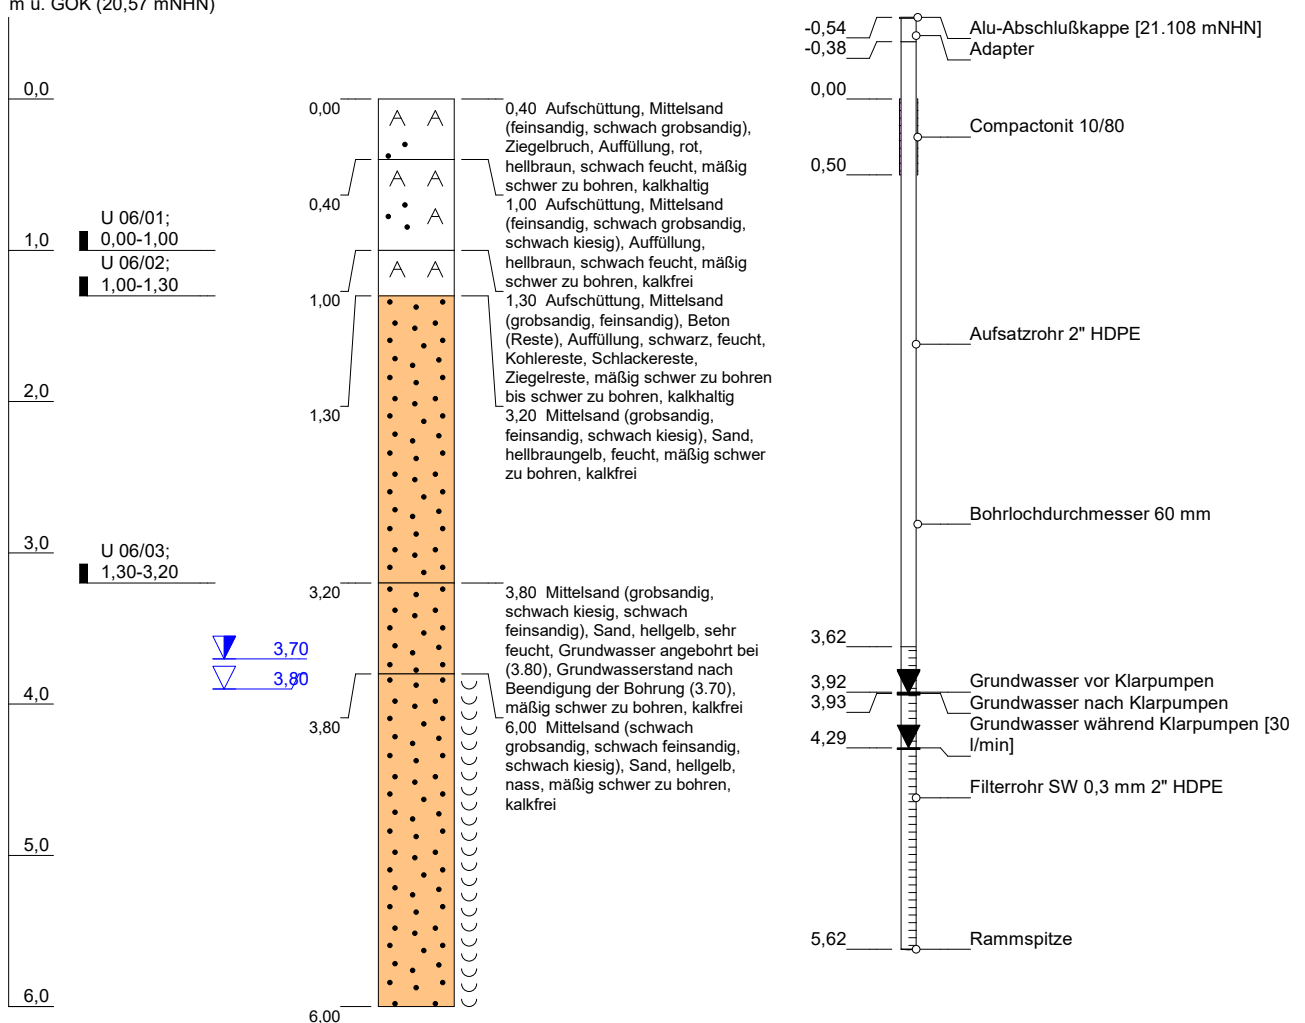 m u. GOK (20,57 mNHN)
0,0
1,0
2,0
3,0
4,0
5,0
6,0
U 06/01;
0,00-1,00
U 06/02;
1,00-1,30
U 06/03;
1,30-3,20
3,70
3,80
0,00
0,40
1,00
1,30
3,20
3,80
6,00
0,40 Aufschüttung, Mittelsand
(feinsandig, schwach grobsandig),
Ziegelbruch, Auffüllung, rot,
hellbraun, schwach feucht, mäßig
schwer zu bohren, kalkhaltig
1,00 Aufschüttung, Mittelsand
(feinsandig, schwach grobsandig,
schwach kiesig), Auffüllung,
hellbraun, schwach feucht, mäßig
schwer zu bohren, kalkfrei
1,30 Aufschüttung, Mittelsand
(grobsandig, feinsandig), Beton
(Reste), Auffüllung, schwarz, feucht,
Kohlereste, Schlackereste,
Ziegelreste, mäßig schwer zu bohren
bis schwer zu bohren, kalkhaltig
3,20 Mittelsand (grobsandig,
feinsandig, schwach kiesig), Sand,
hellbraungelb, feucht, mäßig schwer
zu bohren, kalkfrei
3,80 Mittelsand (grobsandig,
schwach kiesig, schwach
feinsandig), Sand, hellgelb, sehr
feucht, Grundwasser angebohrt bei
(3.80), Grundwasserstand nach
Beendigung der Bohrung (3.70),
mäßig schwer zu bohren, kalkfrei
6,00 Mittelsand (schwach
grobsandig, schwach feinsandig,
schwach kiesig), Sand, hellgelb,
nass, mäßig schwer zu bohren,
kalkfrei
-0,54
-0,38
0,00
0,50
3,62
3,92
3,93
4,29
5,62
Alu-Abschlußkappe [21.108 mNHN]
Adapter
Compactonit 10/80
Aufsatzrohr 2" HDPE
Bohrlochdurchmesser 60 mm
Grundwasser vor Klarpumpen
Grundwasser nach Klarpumpen
Grundwasser während Klarpumpen [30
l/min]
Filterrohr SW 0,3 mm 2" HDPE
Rammspitze